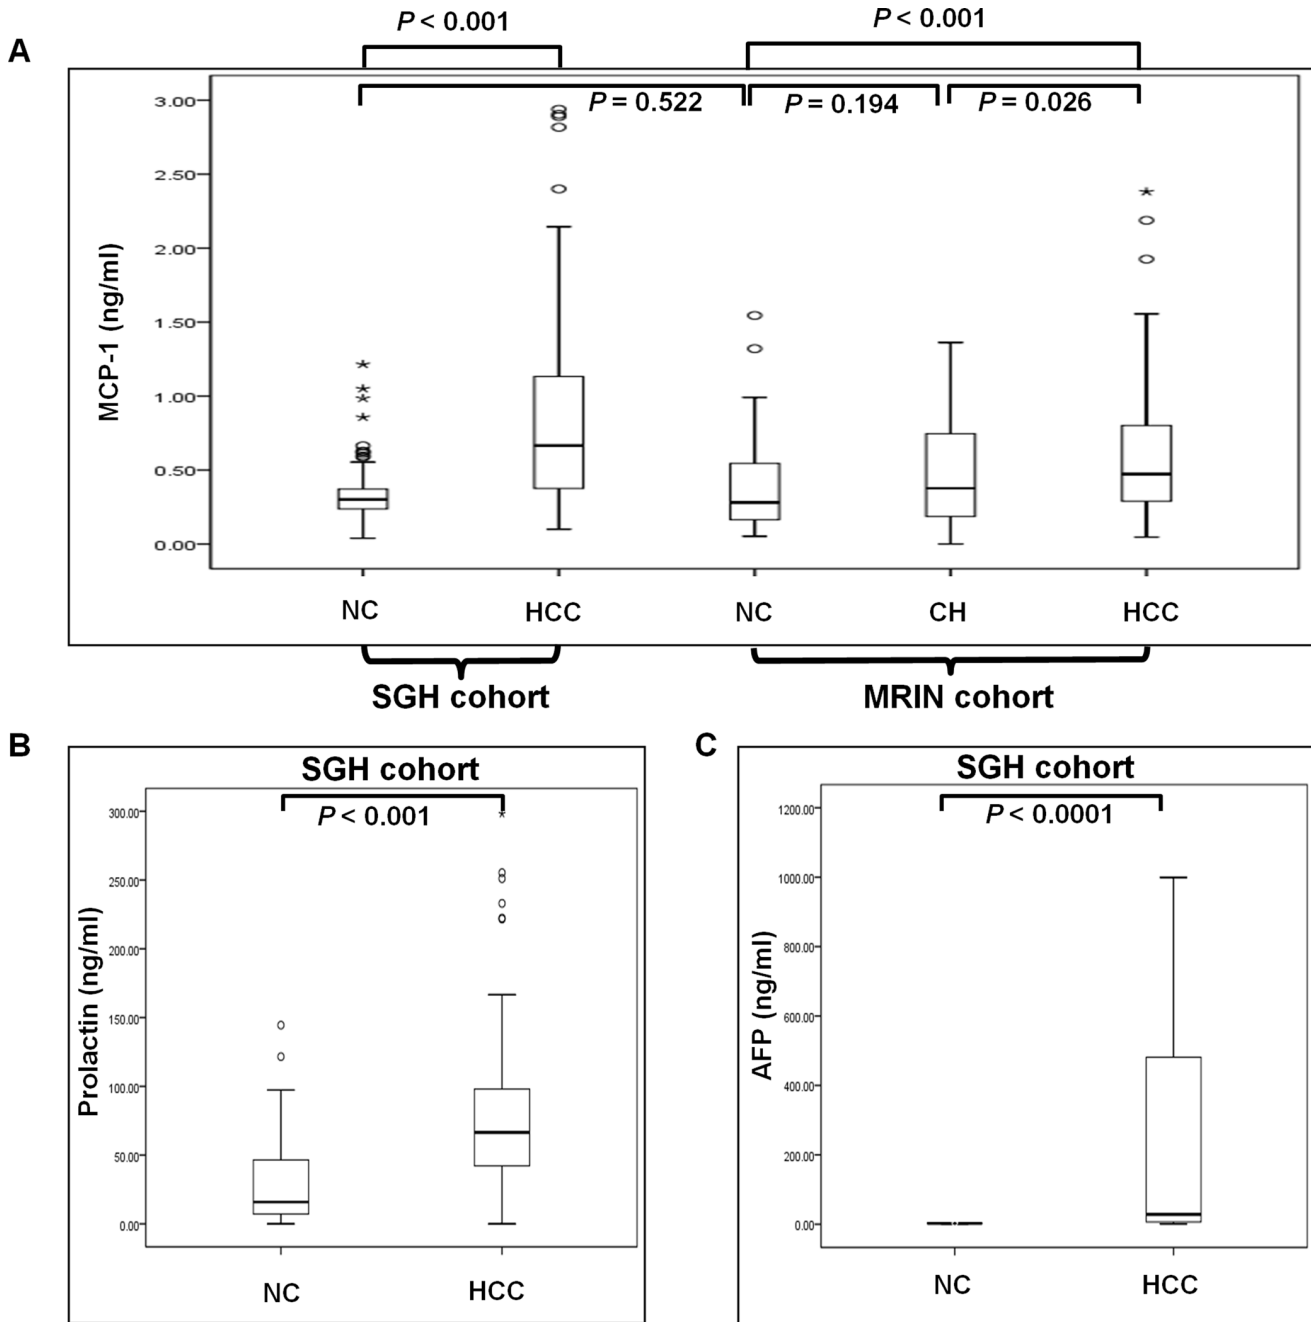 A
P < 0.001
P < 0.001
P = 0.522
P = 0.194
P = 0.026
3.00
2.50
2.00
1.50
1.00
0.50
0.00
MCP-1 (ng/ml)
NC
HCC
NC
CH
HCC
SGH cohort
MRIN cohort
B
SGH cohort
P < 0.001
300.00
250.00
200.00
150.00
100.00
50.00
0.00
Prolactin (ng/ml)
NC
HCC
C
SGH cohort
P < 0.0001
1200.00
1000.00
800.00
600.00
400.00
200.00
0.00
AFP (ng/ml)
NC
HCC